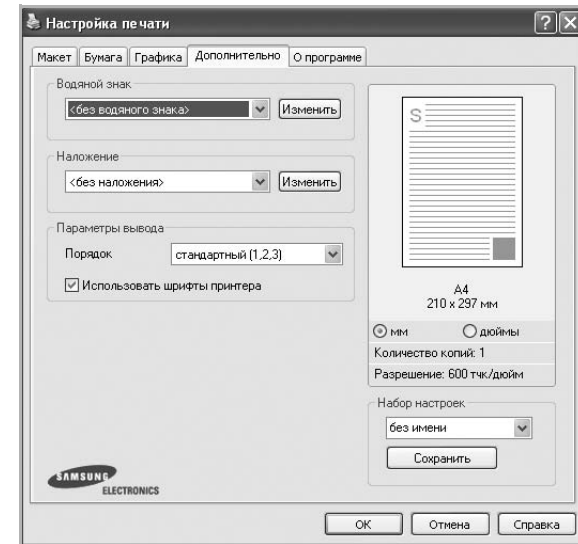 Настройка печати
Макет Бумага Графика Дополнительно О программе
Водяной знак
<без водяного знака> Изменить
Наложение
<без наложения> Изменить
Параметры вывода
Порядок стандартный (1,2,3)
Использовать шрифты принтера
S
A4
210 x 297 мм
мм дюймы
Количество копий: 1
Разрешение: 600 тчк/дюйм
Набор настроек
без имени
Сохранить
SAMSUNG
ELECTRONICS
OK Отмена Справка